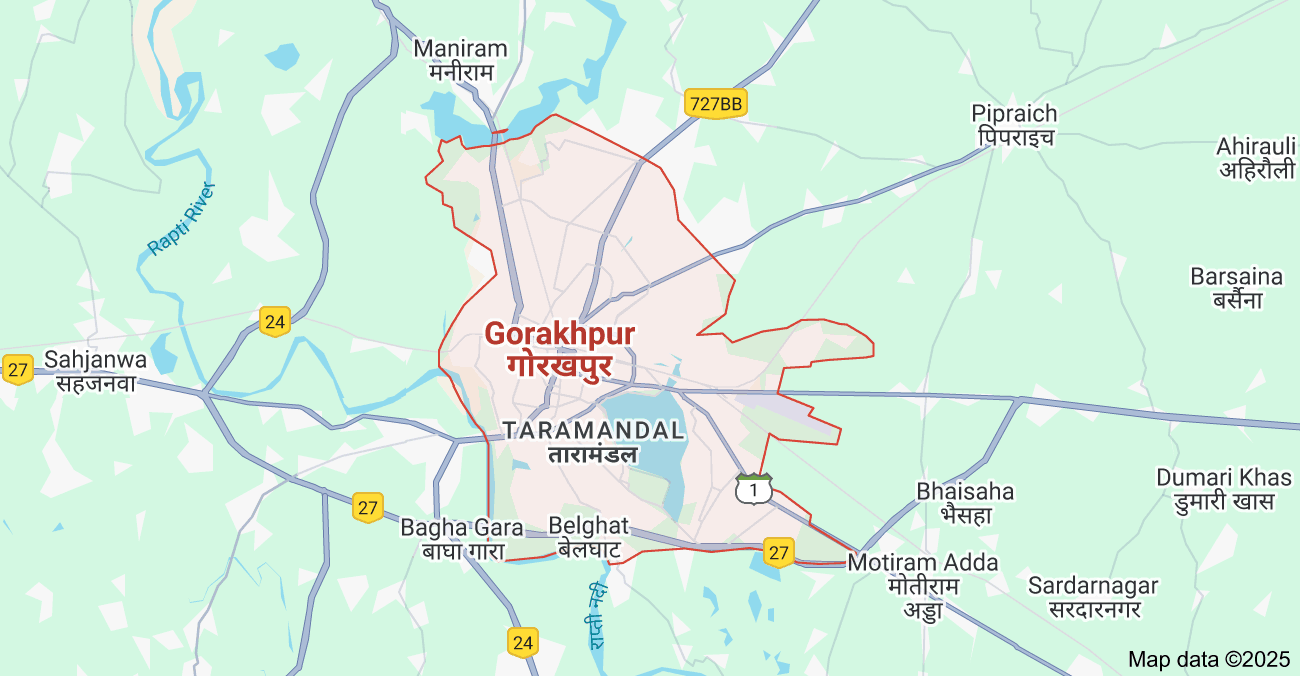 Maniram
मनीराम
727BB
Pipraich
पिपराइच
Ahirauli
अहिरौली
Rapti River
Barsaina
बर्सैना
24
Gorakhpur
गोरखपुर
27
Sahjanwa
सहजनवा
TARAMANDAL
तारामंडल
1
Bhaisaha
भैसहा
Dumari Khas
डुमारी खास
27
Bagha Gara
बाघा गारा
Belghat
बेलघाट
27
Motiram Adda
मोतीराम
अड्डा
Sardarnagar
सरदारनगर
राप्ती नदी
24
Map data ©2025